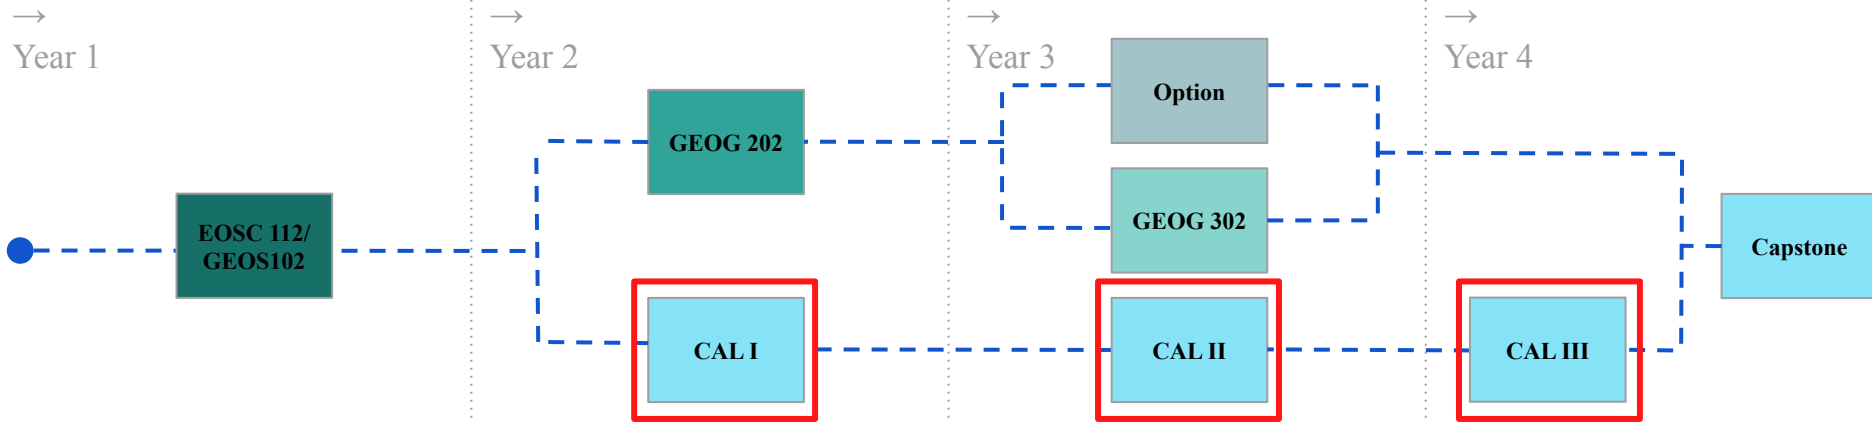 →
Year 1
→
Year 2
→
Year 3
→
Year 4
EOSC 112/
GEOS102
GEOG 202
CAL I
Option
GEOG 302
CAL II
CAL III
Capstone